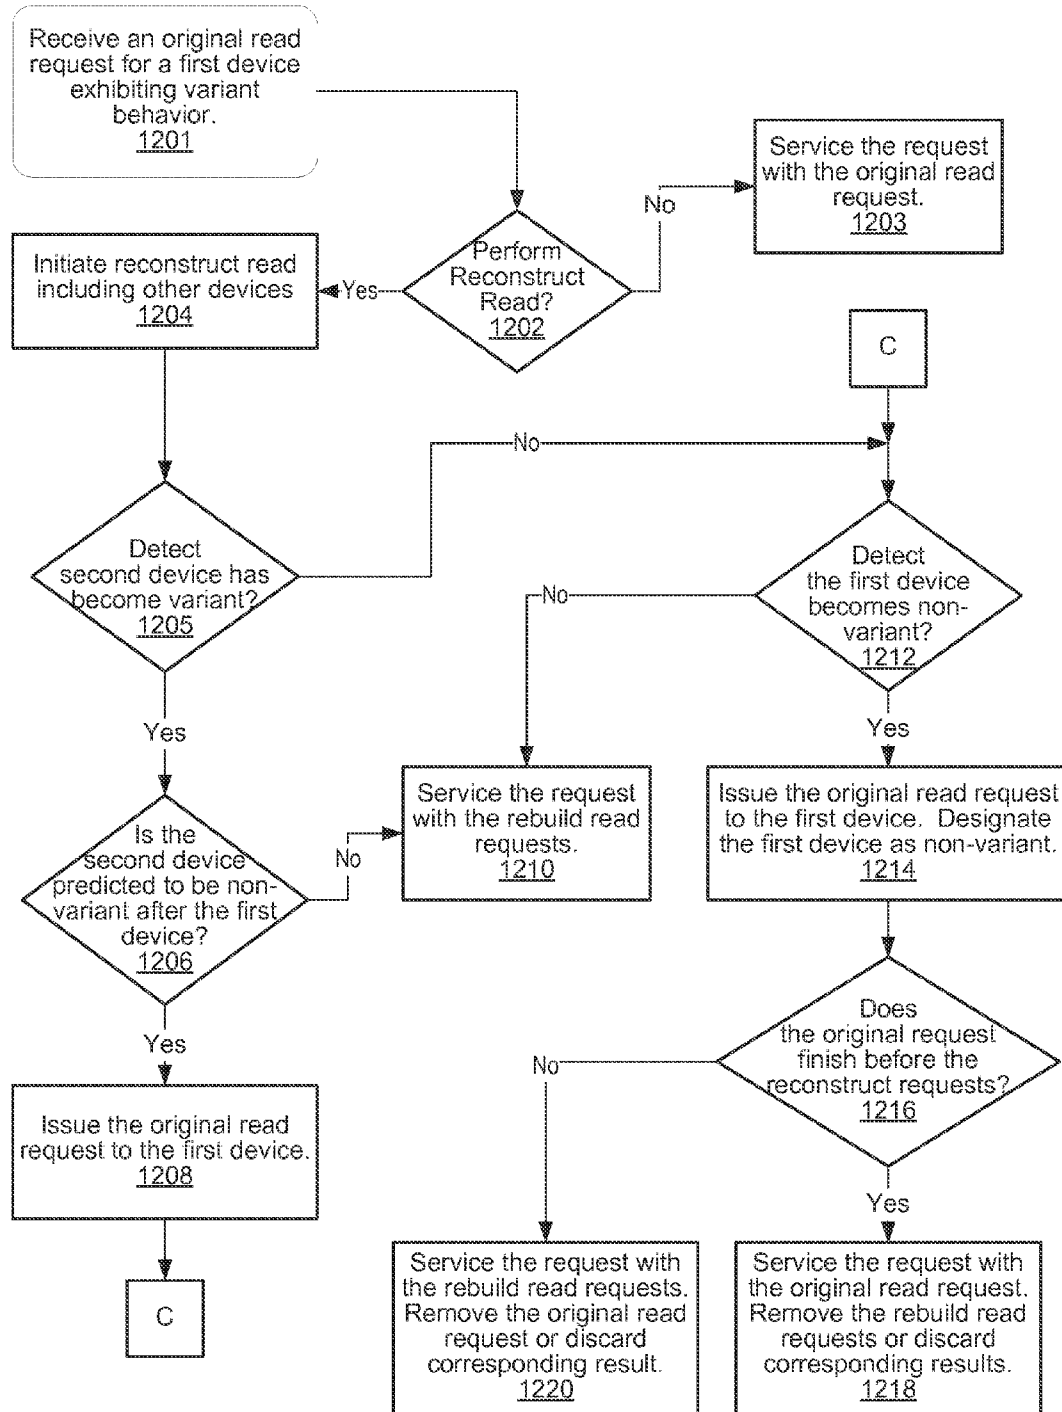 Receive an original read
request for a first device
exhibiting variant
behavior.
1201
Service the request
with the original read
request.
1203
No
Perform
Reconstruct
Read?
1202
Yes
Initiate reconstruct read
including other devices
1204
C
No
Detect
second device has
become variant?
1205
Detect
the first device
becomes non-
variant?
1212
No
Yes
Yes
Service the request
with the rebuild read
requests.
1210
Issue the original read request
to the first device. Designate
the first device as non-variant.
1214
Is the
second device
predicted to be non-
variant after the first
device?
1206
No
Yes
Does
the original request
finish before the
reconstruct requests?
1216
No
Yes
Issue the original read
request to the first device.
1208
C
Service the request with
the rebuild read requests.
Remove the original read
request or discard
corresponding result.
1220
Service the request with
the original read request.
Remove the rebuild read
requests or discard
corresponding results.
1218